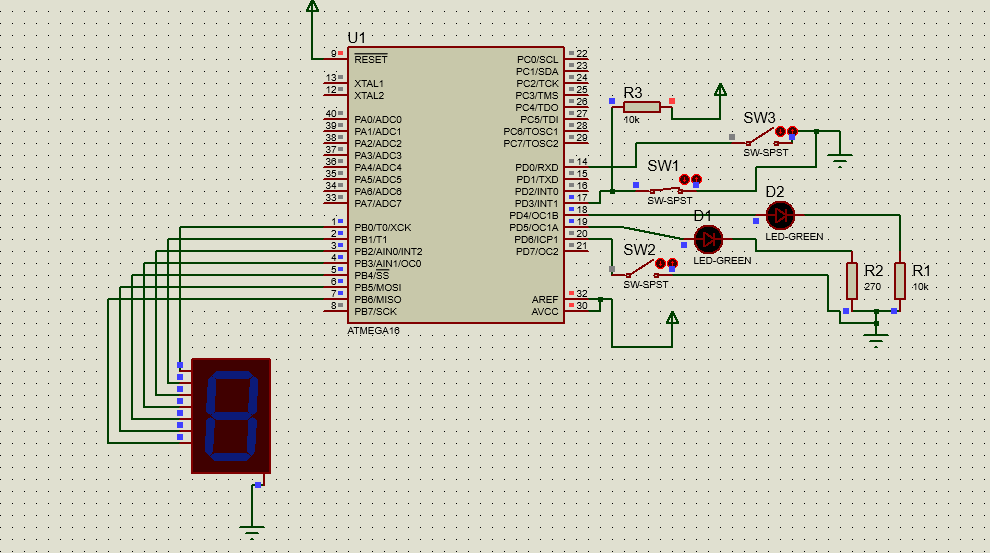 U1
9 RESET
13 XTAL1
12 XTAL2
40 PA0/ADC0
39 PA1/ADC1
38 PA2/ADC2
37 PA3/ADC3
36 PA4/ADC4
35 PA5/ADC5
34 PA6/ADC6
33 PA7/ADC7
1 PB0/T0/XCK
2 PB1/T1
3 PB2/AIN0/INT2
4 PB3/AIN1/OC0
5 PB4/SS
6 PB5/MOSI
7 PB6/MISO
8 PB7/SCK
PC0/SCL 22
PC1/SDA 23
PC2/TCK 24
PC3/TMS 25
PC4/TDO 26
PC5/TDI 27
PC6/TOSC1 28
PC7/TOSC2 29
PD0/RXD 14
PD1/TXD 15
PD2/INT0 16
PD3/INT1 17
PD4/OC1B 18
PD5/OC1A 19
PD6/ICP1 20
PD7/OC2 21
AREF 32
AVCC 30
ATMEGA16
R3
10k
SW3
SW-SPST
SW1
SW-SPST
D2
LED-GREEN
D1
LED-GREEN
SW2
SW-SPST
R2
270
R1
10k